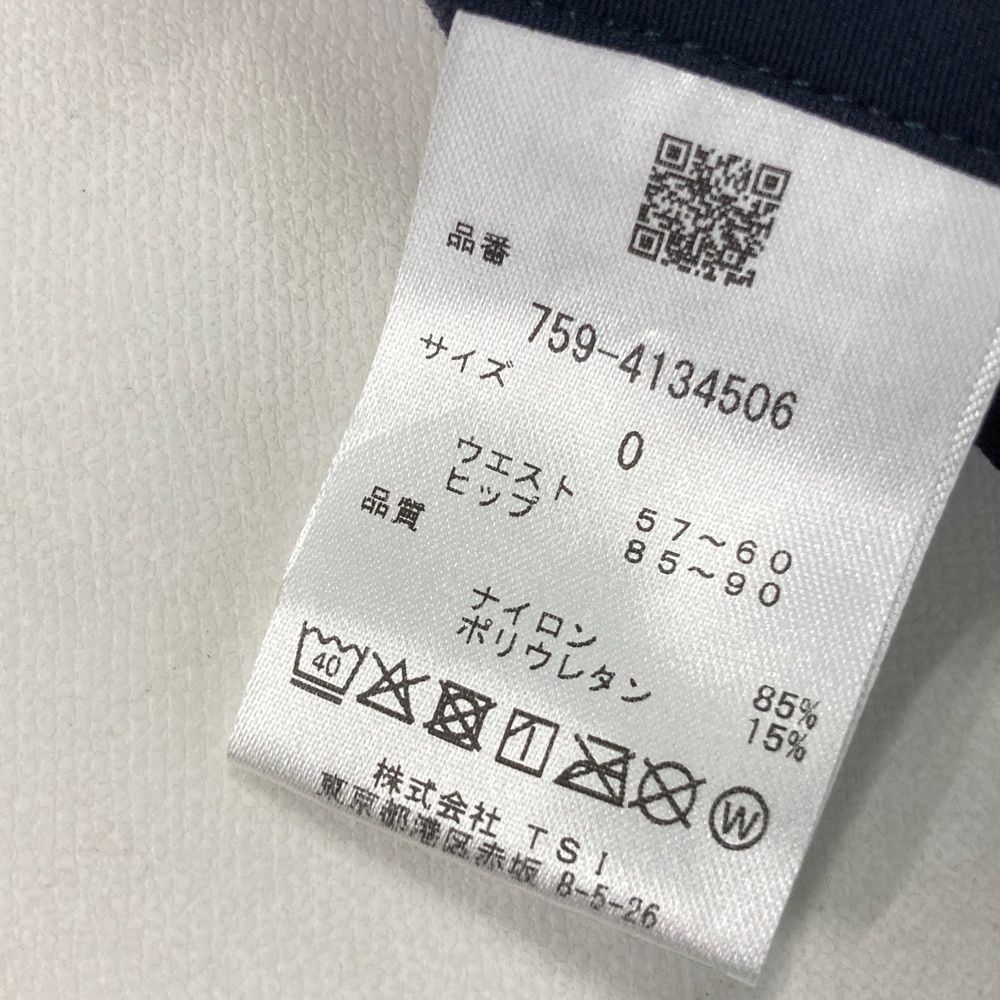 品番
759-4134506
サイズ
0
ウエスト 57～60
ヒップ 85～90
品質
ナイロン 85%
ポリウレタン 15%
40
W
株式会社 TSI
東京都港区赤坂 8-5-26